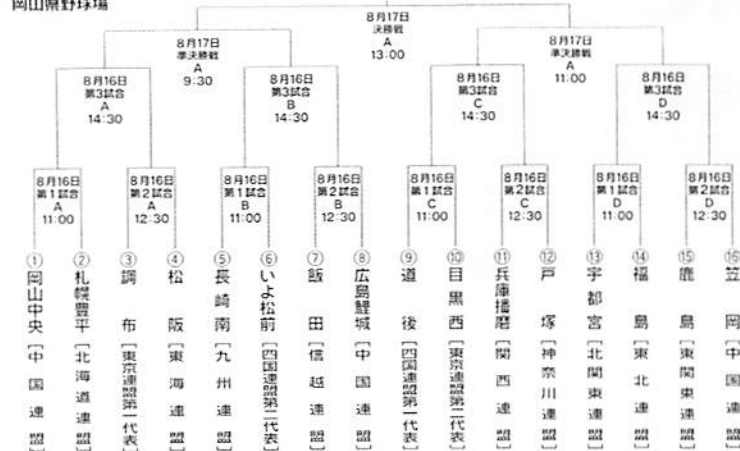 岡山県野球場
8月17日
決勝戦
A
13:00
8月17日
準決勝戦
A
9:30
8月17日
準決勝戦
A
11:00
8月16日
第3試合
A
14:30
8月16日
第3試合
B
14:30
8月16日
第3試合
C
14:30
8月16日
第3試合
D
14:30
8月16日
第1試合
A
11:00
8月16日
第2試合
A
12:30
8月16日
第1試合
B
11:00
8月16日
第2試合
B
12:30
8月16日
第1試合
C
11:00
8月16日
第2試合
C
12:30
8月16日
第1試合
D
11:00
8月16日
第2試合
D
12:30
①岡山中央[中国連盟]
②札幌豊平[北海道連盟]
③調布[東京連盟第一代表]
④松阪[東海連盟]
⑤長崎南[九州連盟]
⑥いよ松前[四国連盟第二代表]
⑦飯田[信越連盟]
⑧広島鯉城[中国連盟]
⑨道後[四国連盟第一代表]
⑩目黒西[東京連盟第二代表]
⑪兵庫播磨[関西連盟]
⑫戸塚[神奈川連盟]
⑬宇都宮[北関東連盟]
⑭福島[東北連盟]
⑮鹿島[東関東連盟]
⑯笠岡[中国連盟]